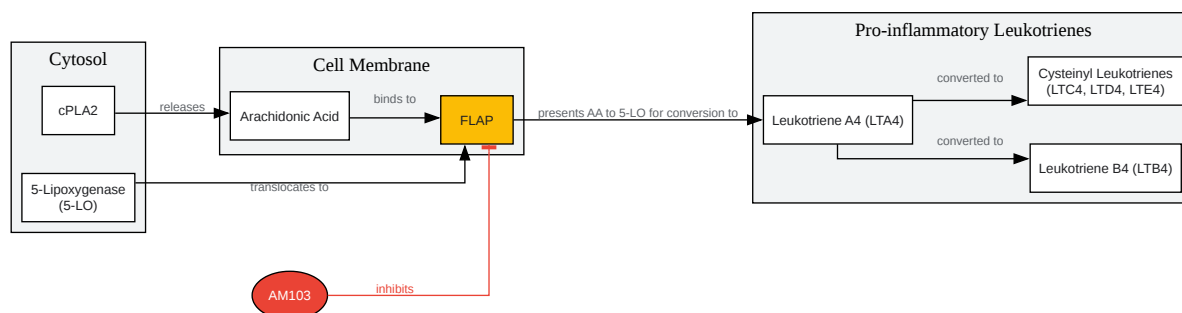 Pro-inflammatory Leukotrienes
Cytosol
Cell Membrane
cPLA2
releases
Arachidonic Acid
binds to
FLAP
presents AA to 5-LO for conversion to
Leukotriene A4 (LTA4)
converted to
Cysteinyl Leukotrienes
(LTC4, LTD4, LTE4)
converted to
Leukotriene B4 (LTB4)
5-Lipoxygenase
(5-LO)
translocates to
AM103
inhibits